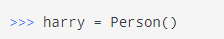 >>> harry = Person()